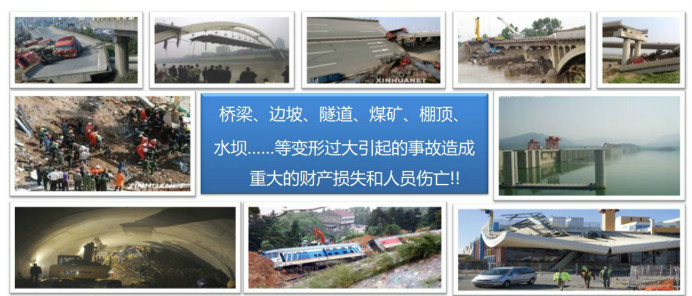 XINHUANET
桥梁、边坡、隧道、煤矿、棚顶、
水坝......等变形过大引起的事故造成
重大的财产损失和人员伤亡!!
XINHUANET